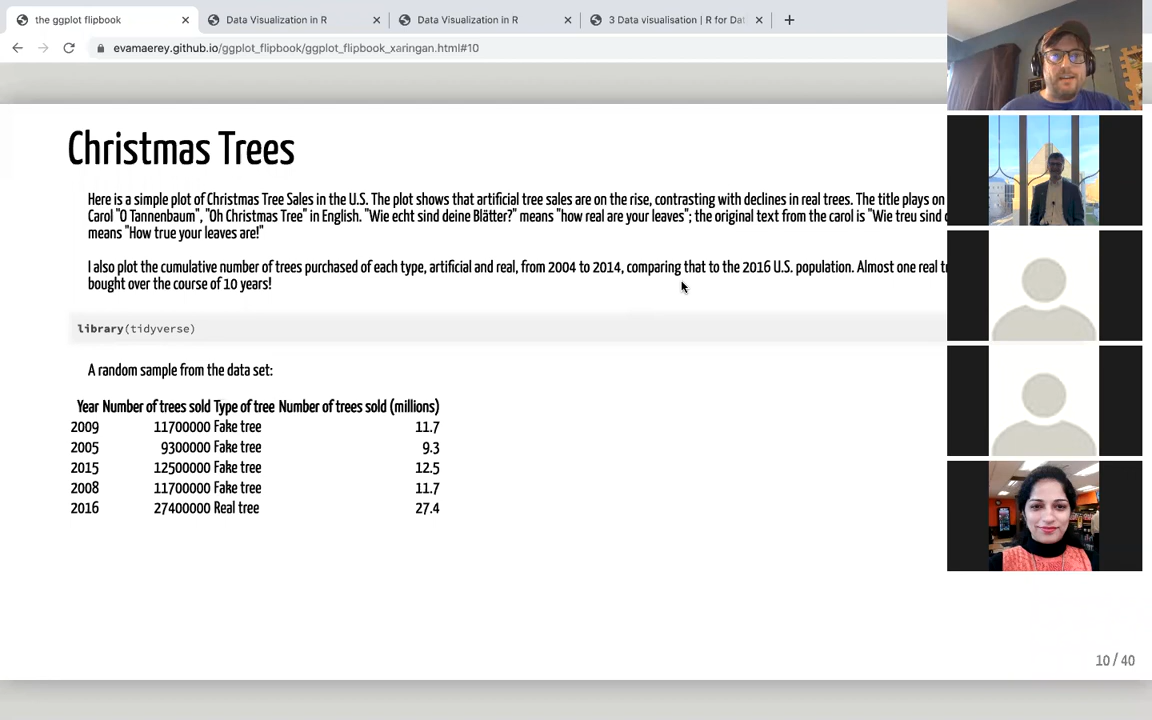 the ggplot flipbook
Data Visualization in R
Data Visualization in R
3 Data visualisation | R for Dat
evamaerey.github.io/ggplot_flipbook/ggplot_flipbook_xaringan.html#10
Christmas Trees
Here is a simple plot of Christmas Tree Sales in the U.S. The plot shows that artificial tree sales are on the rise, contrasting with declines in real trees. The title plays on
Carol "O Tannenbaum", "Oh Christmas Tree" in English. "Wie echt sind deine Blätter?" means "how real are your leaves"; the original text from the carol is "Wie treu sind
means "How true your leaves are!"
I also plot the cumulative number of trees purchased of each type, artificial and real, from 2004 to 2014, comparing that to the 2016 U.S. population. Almost one real
bought over the course of 10 years!
library(tidyverse)
A random sample from the data set:
Year Number of trees sold Type of tree Number of trees sold (millions)
2009 11700000 Fake tree 11.7
2005 9300000 Fake tree 9.3
2015 12500000 Fake tree 12.5
2008 11700000 Fake tree 11.7
2016 27400000 Real tree 27.4
10 / 40